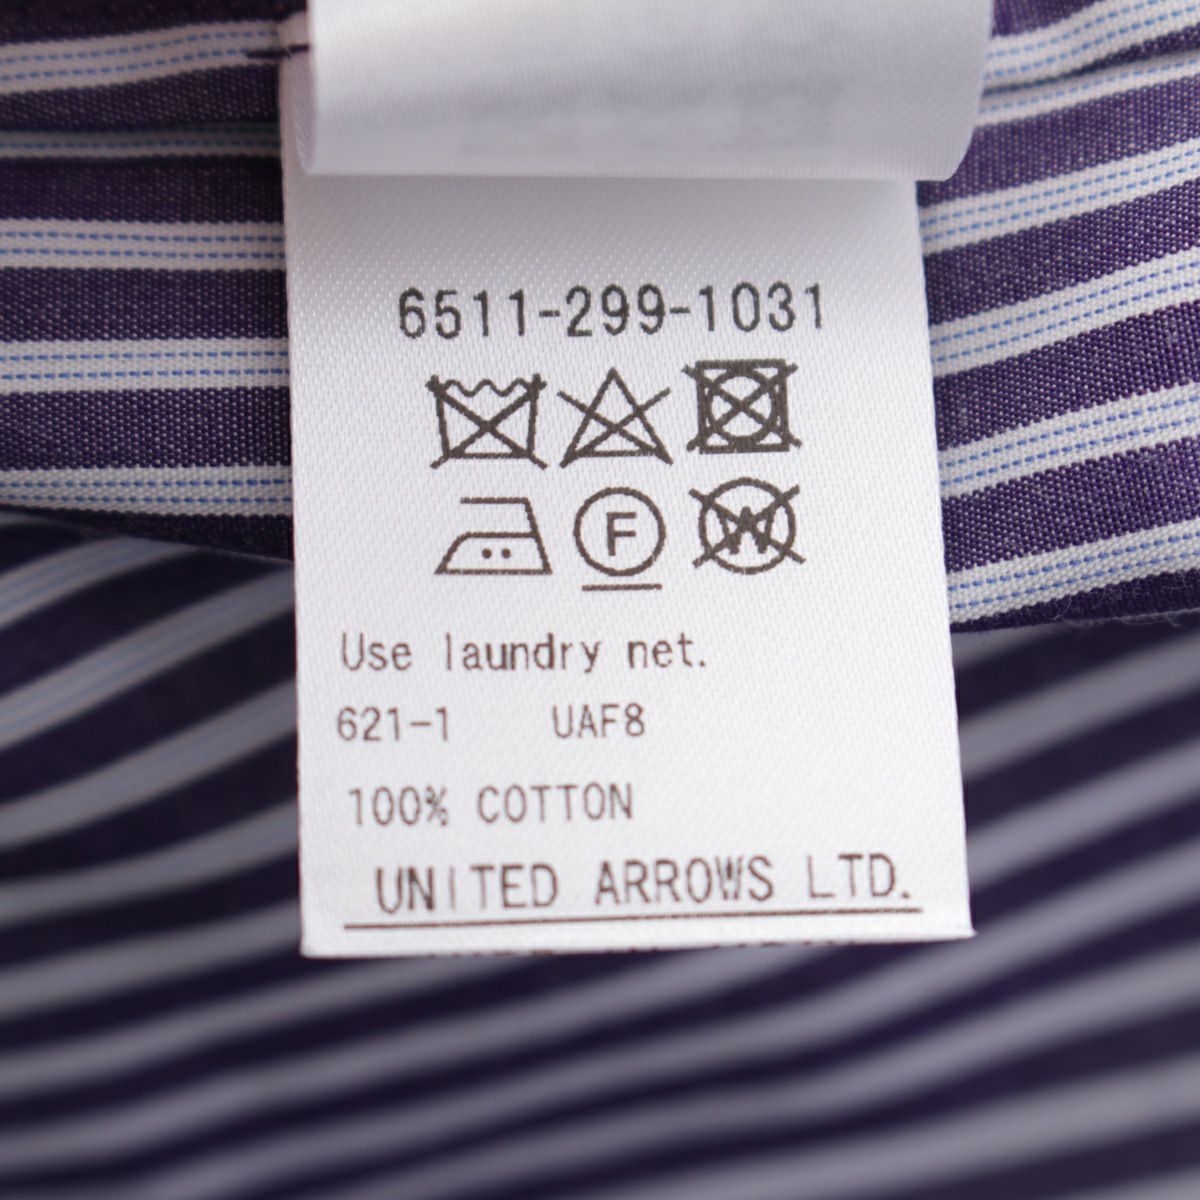 6511-299-1031
F W
Use laundry net.
621-1 UAF8
100% COTTON
UNITED ARROWS LTD.